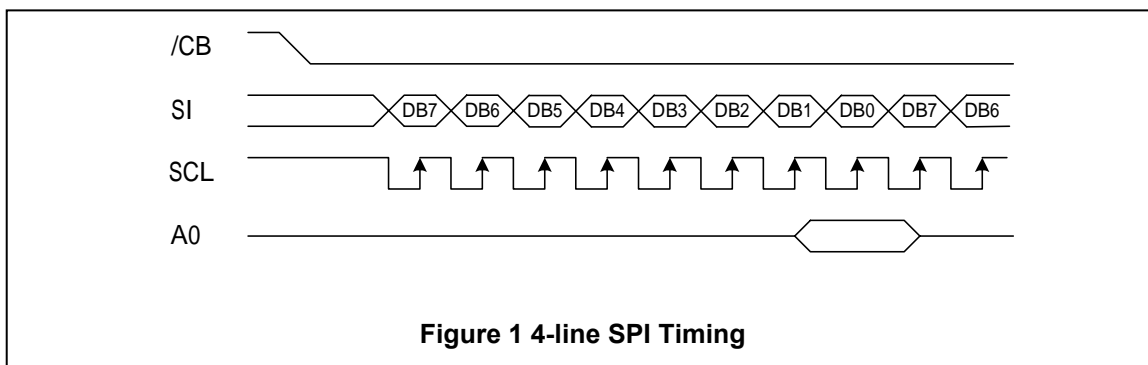 /CB
SI DB7 DB6 DB5 DB4 DB3 DB2 DB1 DB0 DB7 DB6
SCL
A0
Figure 1 4-line SPI Timing